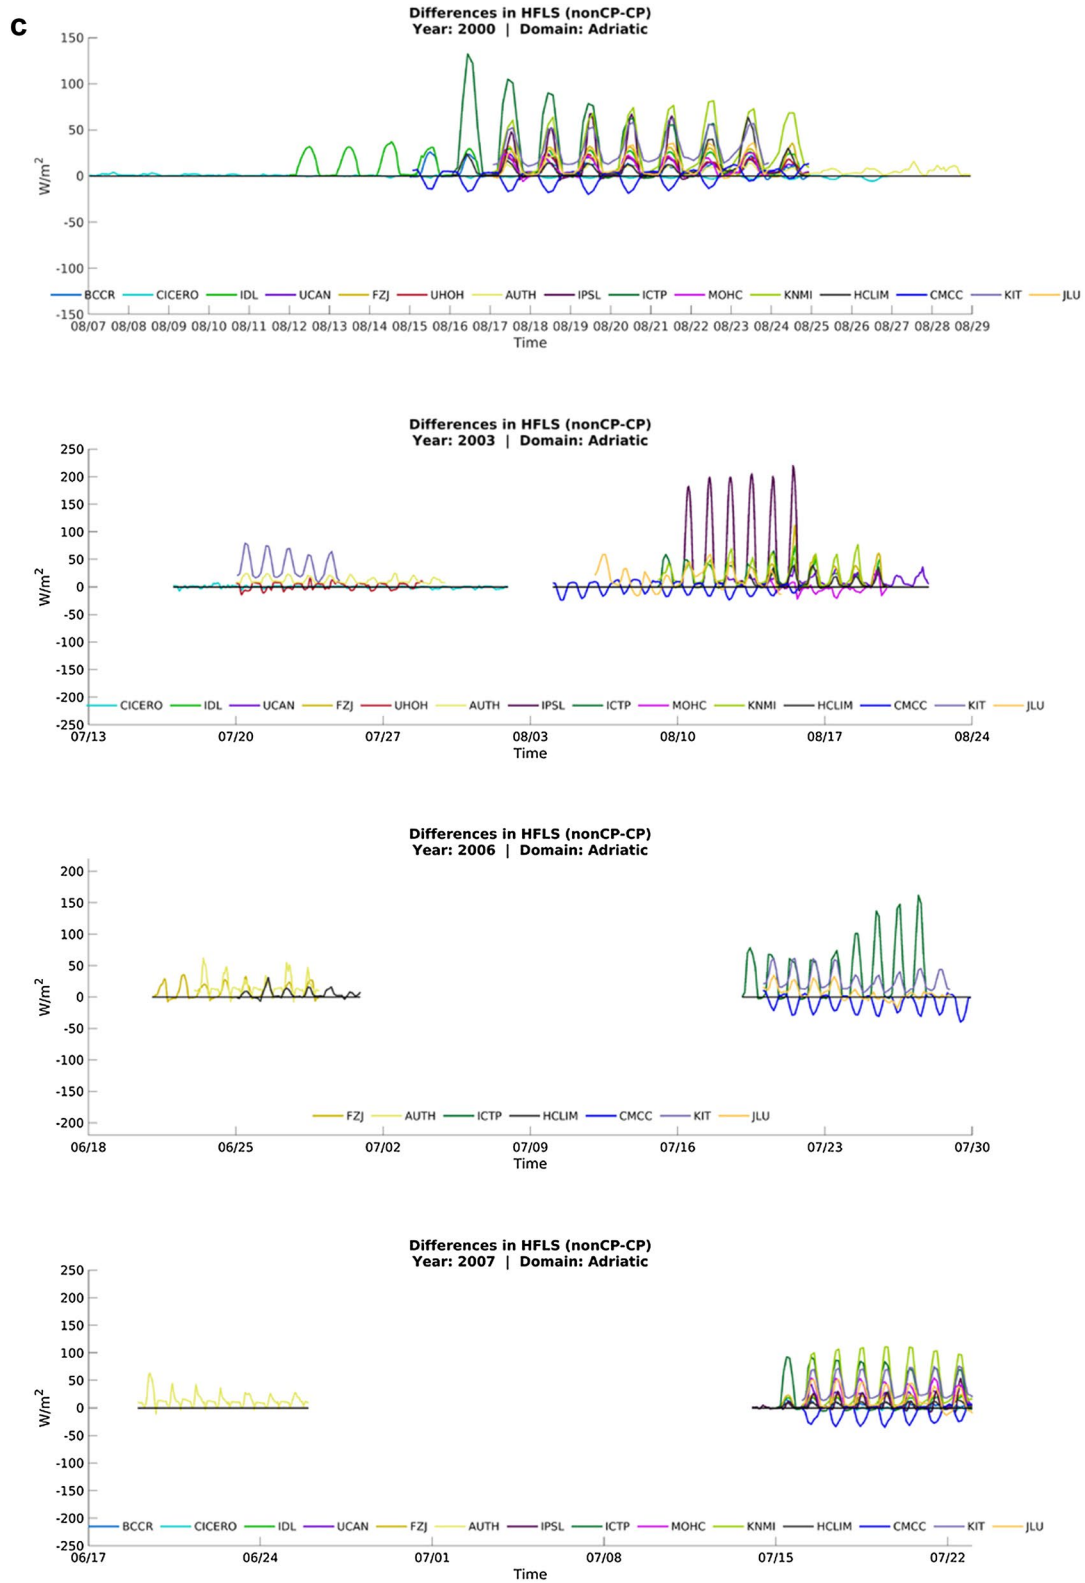 c
Differences in HFLS (nonCP-CP)
Year: 2000 | Domain: Adriatic
150
100
50
0
-50
-100
-150
W/m2
BCCR CICERO IDL UCAN FZJ UHOH AUTH IPSL ICTP MOHC KNMI HCLIM CMCC KIT JLU
08/07 08/08 08/09 08/10 08/11 08/12 08/13 08/14 08/15 08/16 08/17 08/18 08/19 08/20 08/21 08/22 08/23 08/24 08/25 08/26 08/27 08/28 08/29
Time
Differences in HFLS (nonCP-CP)
Year: 2003 | Domain: Adriatic
250
200
150
100
50
0
-50
-100
-150
-200
-250
W/m2
CICERO IDL UCAN FZJ UHOH AUTH IPSL ICTP MOHC KNMI HCLIM CMCC KIT JLU
07/13 07/20 07/27 08/03 08/10 08/17 08/24
Time
Differences in HFLS (nonCP-CP)
Year: 2006 | Domain: Adriatic
200
150
100
50
0
-50
-100
-150
-200
W/m2
FZJ AUTH ICTP HCLIM CMCC KIT JLU
06/18 06/25 07/02 07/09 07/16 07/23 07/30
Time
Differences in HFLS (nonCP-CP)
Year: 2007 | Domain: Adriatic
250
200
150
100
50
0
-50
-100
-150
-200
-250
W/m2
BCCR CICERO IDL UCAN FZJ AUTH IPSL ICTP MOHC KNMI HCLIM CMCC KIT JLU
06/17 06/24 07/01 07/08 07/15 07/22
Time